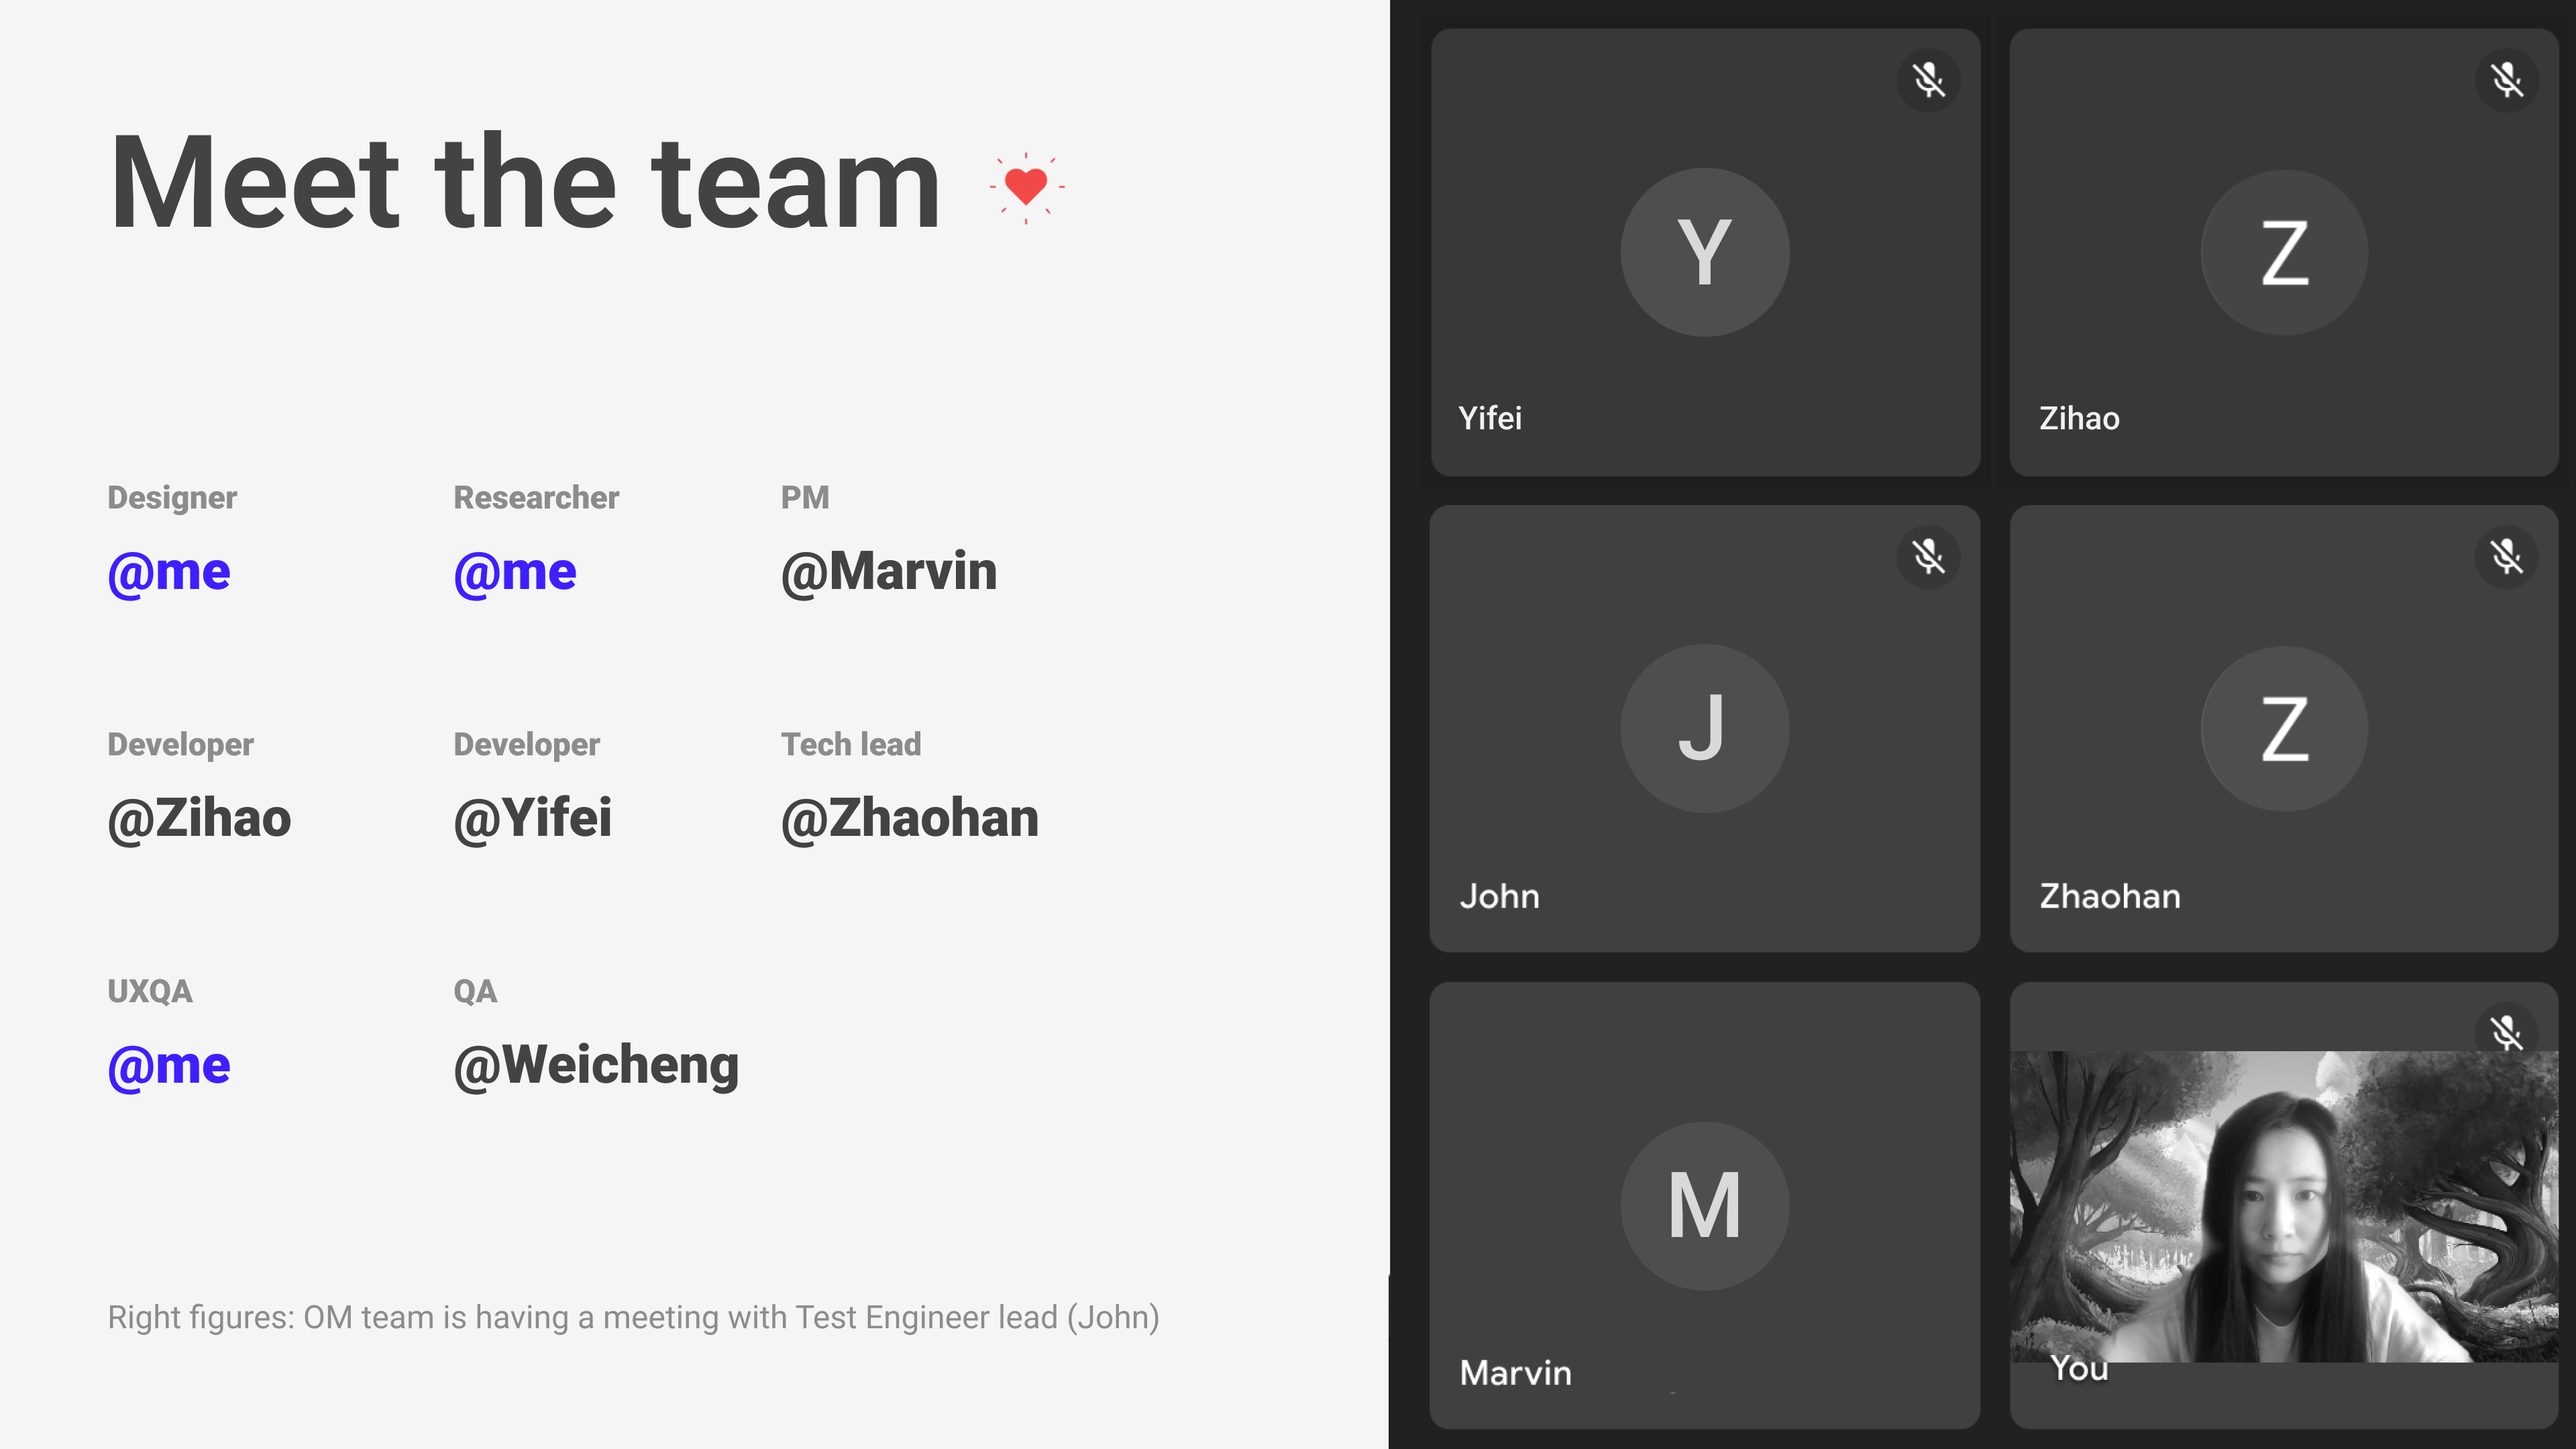 Meet the team
Designer
@me
Researcher
@me
PM
@Marvin
Developer
@Zihao
Developer
@Yifei
Tech lead
@Zhaohan
UXQA
@me
QA
@Weicheng
Right figures: OM team is having a meeting with Test Engineer lead (John)
Y
Yifei
Z
Zihao
J
John
Z
Zhaohan
M
Marvin
You